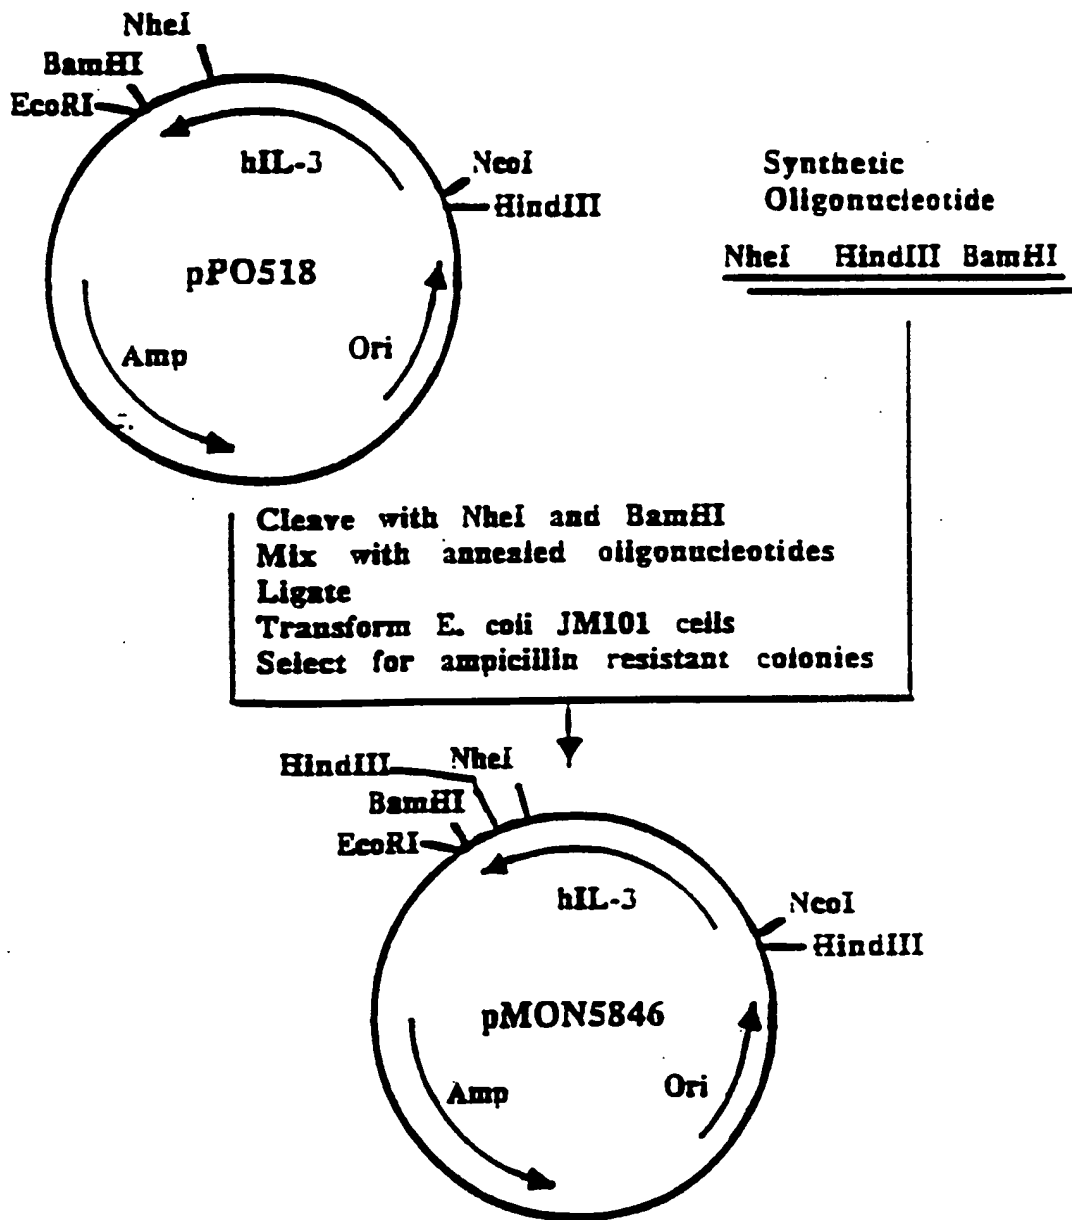 NheI
BamHI
EcoRI
hIL-3
NcoI
HindIII
pPO518
Amp
Ori
Synthetic
Oligonucleotide
NheI HindIII BamHI
Cleave with NheI and BamHI
Mix with annealed oligonucleotides
Ligate
Transform E. coli JM101 cells
Select for ampicillin resistant colonies
HindIII
NheI
BamHI
EcoRI
hIL-3
NcoI
HindIII
pMON5846
Amp
Ori